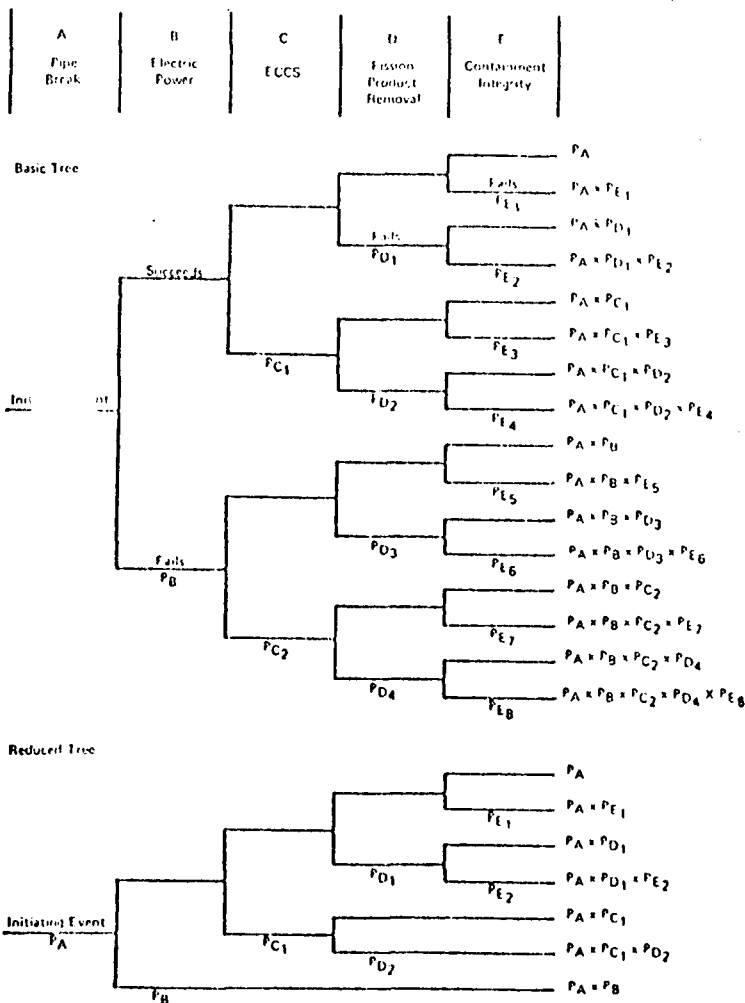 A B C D E
Pipe Electric ECCS Fission Containment
Break Power Product Integrity
Removal
Basic Tree
PA
Fails PA x PE1
PE1
PA x PD1
Fails
PD1 PA x PD1 x PE2
PE2
Succeeds
PA x PC1
PC1 PE3 PA x PC1 x PE3
PA x PC1 x PD2
PD2
PE4 PA x PC1 x PD2 x PE4
PA x PB
PE5 PA x PB x PE5
PA x PB x PD3
PD3
PE6 PA x PB x PD3 x PE6
Fails
PB
PA x PB x PC2
PC2 PE7 PA x PB x PC2 x PE7
PA x PB x PC2 x PD4
PD4
PE8 PA x PB x PC2 x PD4 x PE8
Reduced Tree
PA
PE1 PA x PE1
PA x PD1
PD1
PE2 PA x PD1 x PE2
Initiating Event
PA
PC1 PA x PC1
PD2 PA x PC1 x PD2
PB PA x PB